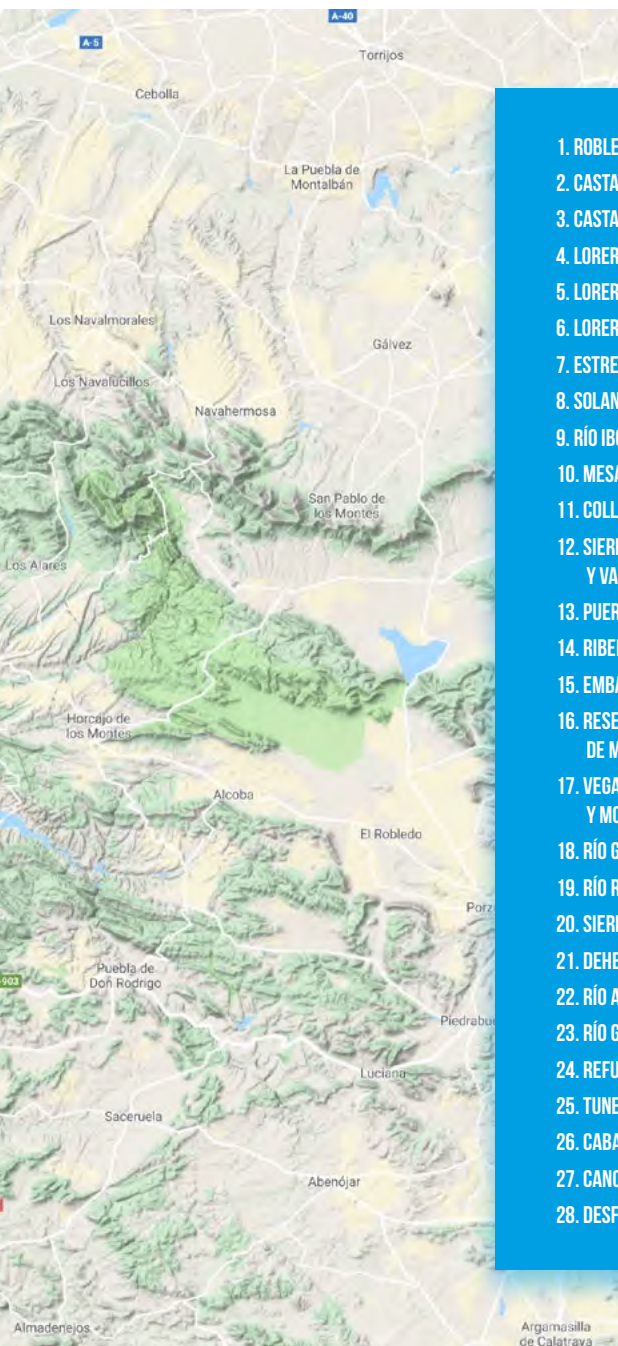 A-40
A-5
Torrijos
Cebolla
La Puebla de
Montalbán
Los Navalmorales
Gálvez
Los Navalucillos
Navahermosa
San Pablo de
los Montes
Los Alares
Horcajo de
los Montes
Alcoba
El Robledo
Porz
Puebla de
Don Rodrigo
-903
Piedrabu
Luciana
Saceruela
Abenójar
Almadenejos
Argamasilla
de Calatrava
1. ROBLE
2. CASTA
3. CASTA
4. LORER
5. LORER
6. LORER
7. ESTRE
8. SOLAN
9. RÍO IBO
10. MESA
11. COLL
12. SIERR
Y VA
13. PUER
14. RIBE
15. EMBA
16. RESE
DE M
17. VEGA
Y MO
18. RÍO G
19. RÍO R
20. SIER
21. DEHE
22. RÍO A
23. RÍO G
24. REFU
25. TUNE
26. CABA
27. CANC
28. DESF